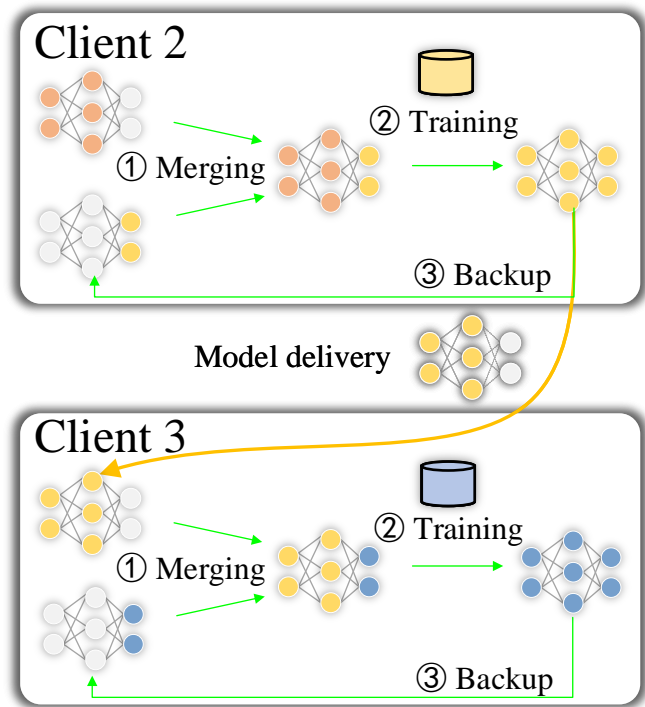 Client 2
② Training
① Merging
③ Backup
Model delivery
Client 3
② Training
① Merging
③ Backup